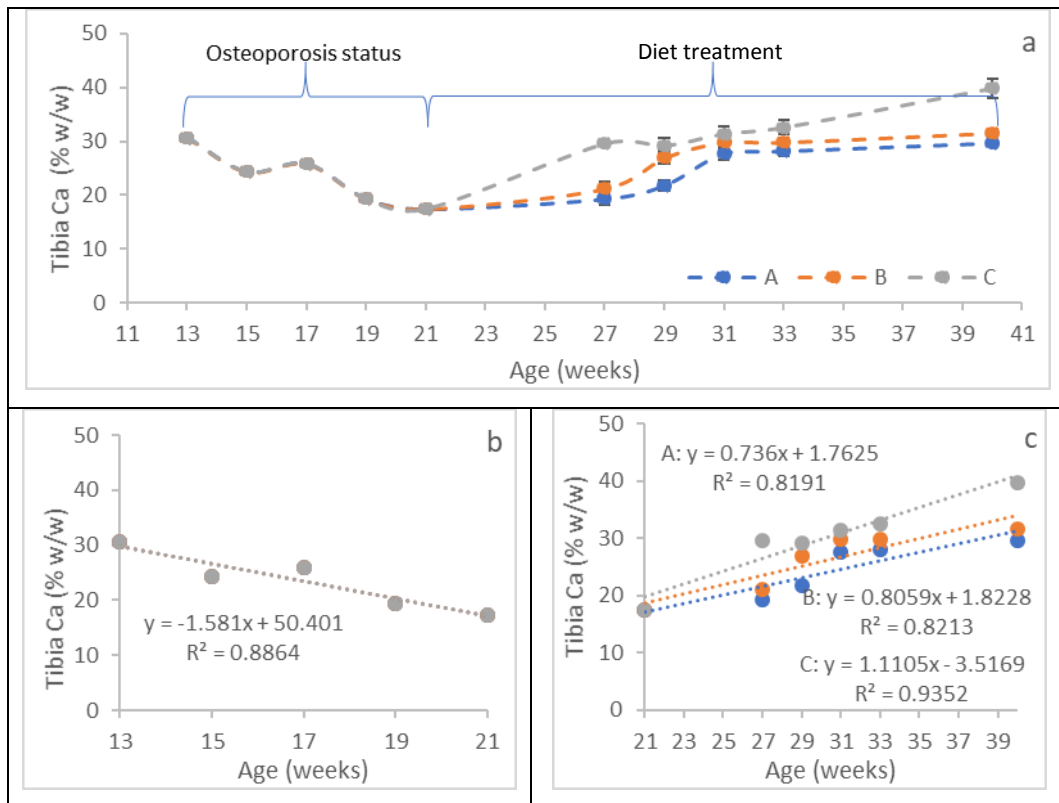 a
Osteoporosis status
Diet treatment
50
40
30
20
10
0
Tibia Ca (% w/w)
A B C
11 13 15 17 19 21 23 25 27 29 31 33 35 37 39 41
Age (weeks)
b
50
40
30
20
10
0
Tibia Ca (% w/w)
y = -1.581x + 50.401
R² = 0.8864
13 15 17 19 21
Age (weeks)
c
50
40
30
20
10
0
Tibia Ca (% w/w)
A: y = 0.736x + 1.7625
R² = 0.8191
B: y = 0.8059x + 1.8228
R² = 0.8213
C: y = 1.1105x - 3.5169
R² = 0.9352
21 23 25 27 29 31 33 35 37 39
Age (weeks)